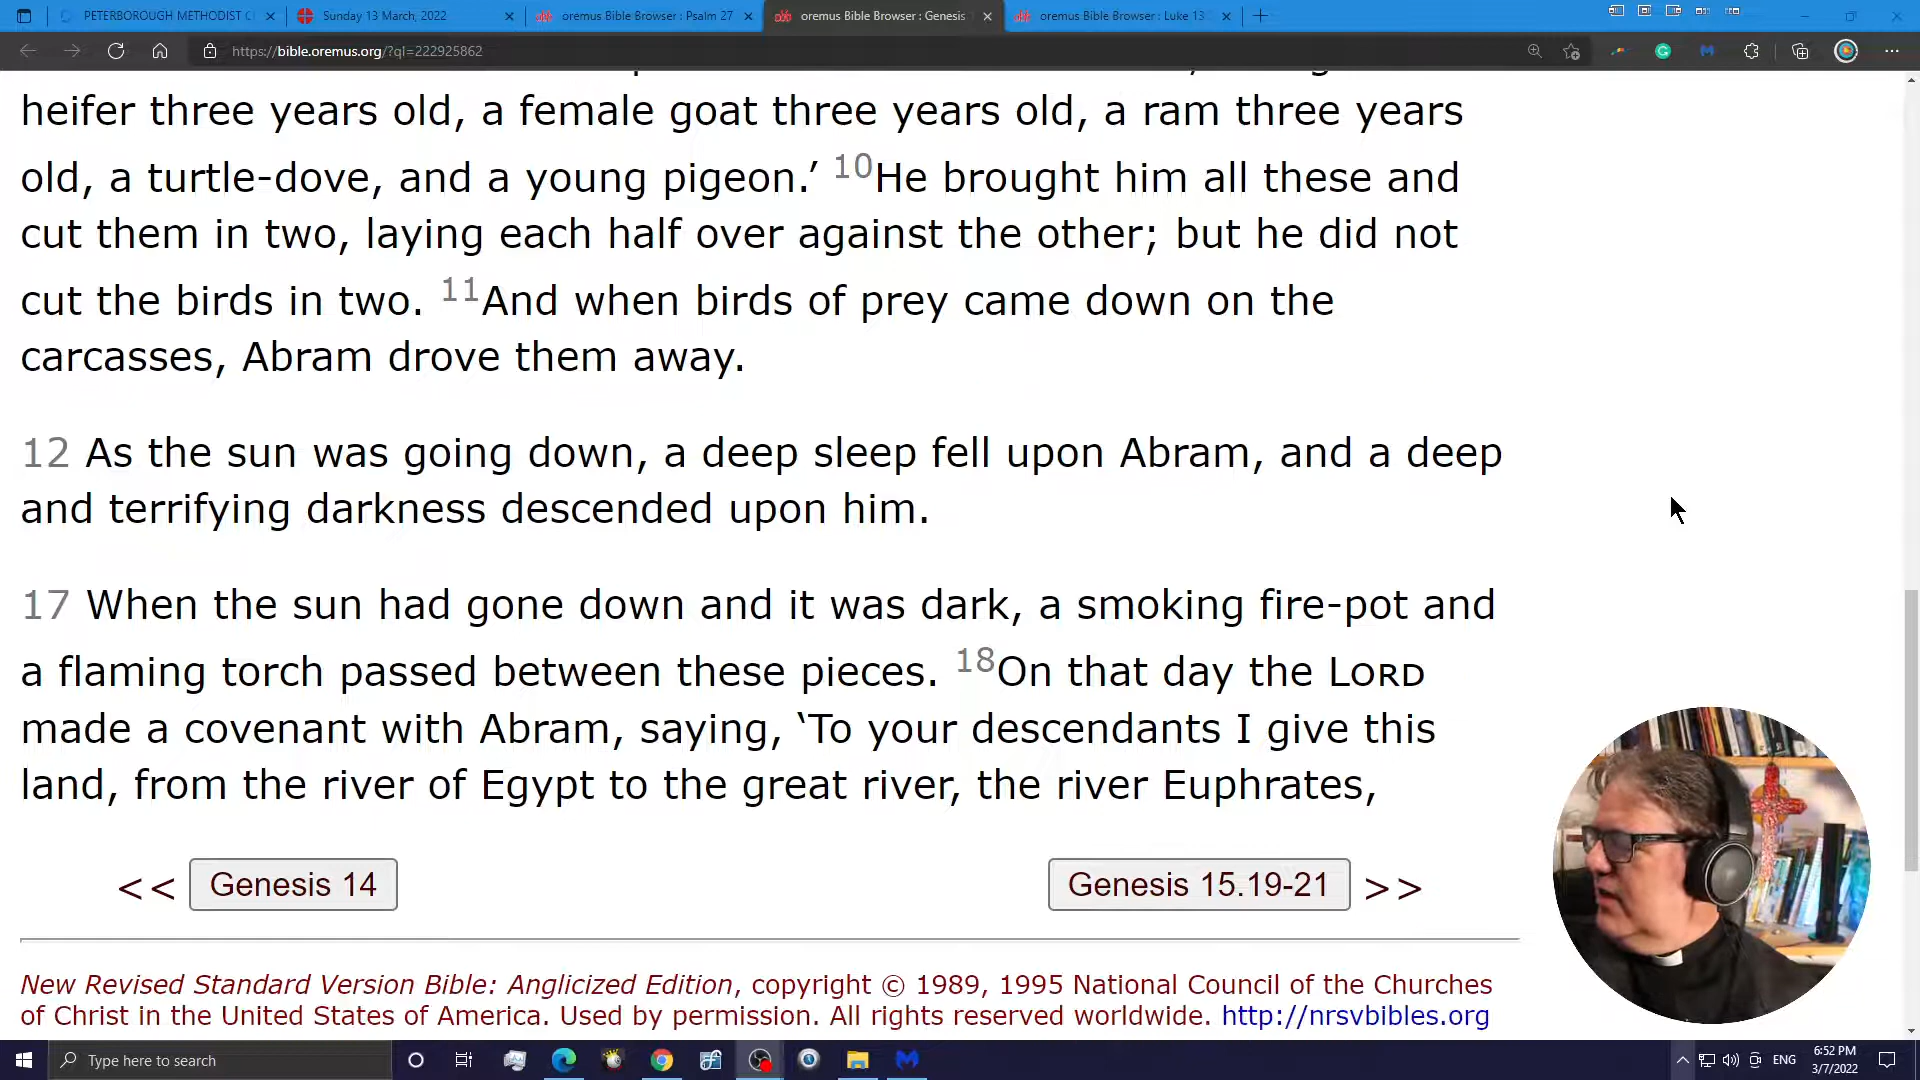 PETERBOROUGH METHODIST C
Sunday 13 March, 2022
oremus Bible Browser : Psalm 27
oremus Bible Browser : Genesis
oremus Bible Browser : Luke 13
https://bible.oremus.org/?ql=222925862
heifer three years old, a female goat three years old, a ram three years
old, a turtle-dove, and a young pigeon.’ 10He brought him all these and
cut them in two, laying each half over against the other; but he did not
cut the birds in two. 11And when birds of prey came down on the
carcasses, Abram drove them away.
12 As the sun was going down, a deep sleep fell upon Abram, and a deep
and terrifying darkness descended upon him.
17 When the sun had gone down and it was dark, a smoking fire-pot and
a flaming torch passed between these pieces. 18On that day the LORD
made a covenant with Abram, saying, ‘To your descendants I give this
land, from the river of Egypt to the great river, the river Euphrates,
<< Genesis 14
Genesis 15.19-21 >>
New Revised Standard Version Bible: Anglicized Edition, copyright © 1989, 1995 National Council of the Churches
of Christ in the United States of America. Used by permission. All rights reserved worldwide. http://nrsvbibles.org
Type here to search
ENG
6:52 PM
3/7/2022